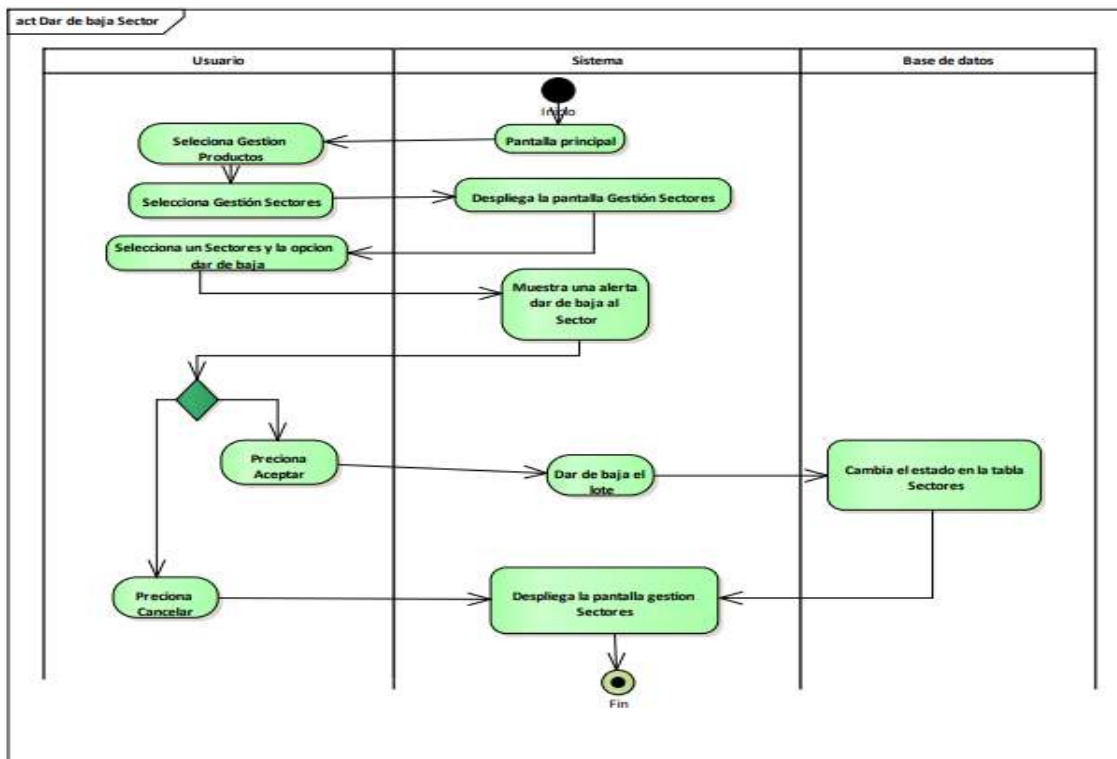 act Dar de baja Sector
Usuario
Sistema
Base de datos
Inicio
Pantalla principal
Seleciona Gestion
Productos
Selecciona Gestión Sectores
Despliega la pantalla Gestión Sectores
Selecciona un Sectores y la opcion
dar de baja
Muestra una alerta
dar de baja al
Sector
Preciona
Aceptar
Dar de baja el
lote
Cambia el estado en la tabla
Sectores
Preciona
Cancelar
Despliega la pantalla gestion
Sectores
Fin